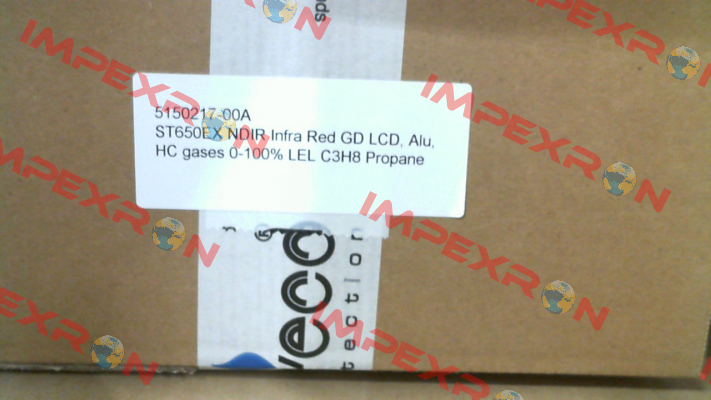 5150217-00A
ST650EX NDIR Infra Red GD LCD, Alu,
HC gases 0-100% LEL C3H8 Propane
IMPEXRON
IMPEXRON
IMPEXRON
IMPEXRON
IMPEXRON
IMPEXRON
IMPEXRON